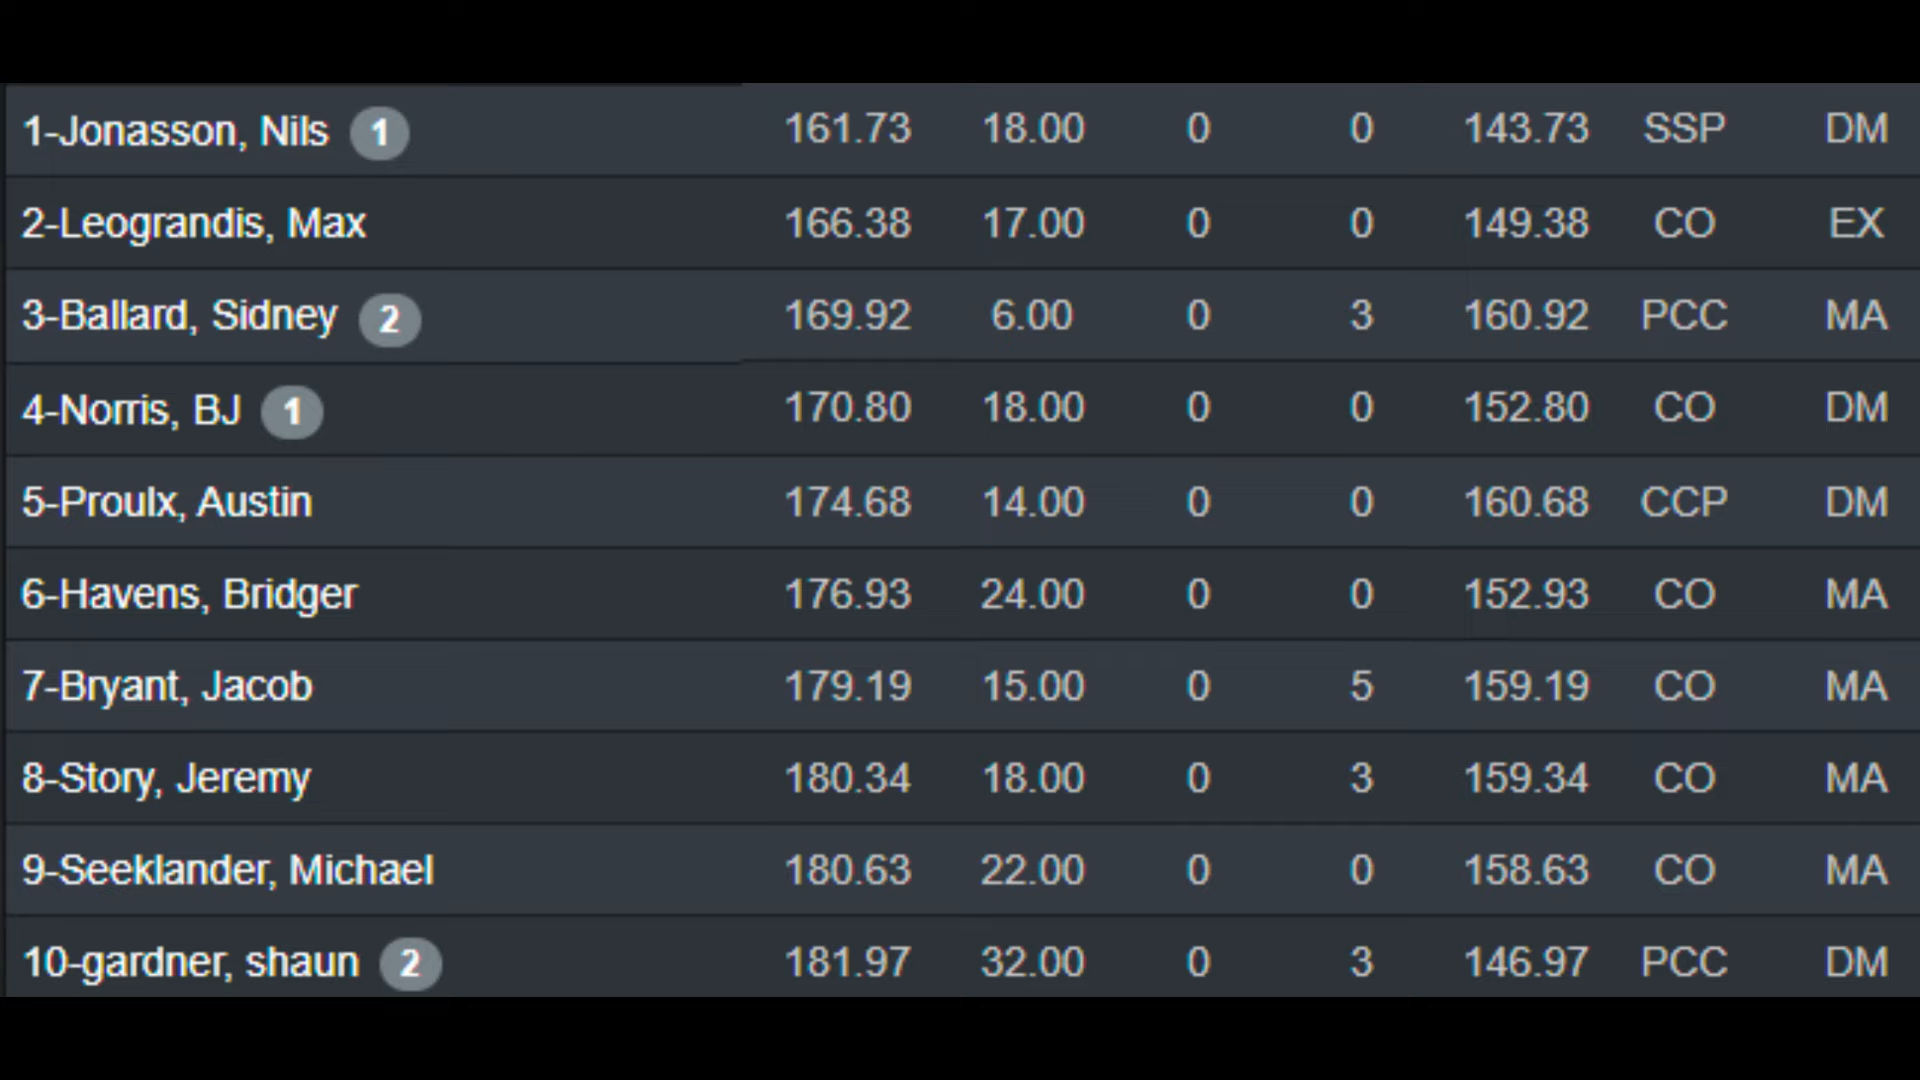 1-Jonasson, Nils 1 161.73 18.00 0 0 143.73 SSP DM
2-Leograndis, Max 166.38 17.00 0 0 149.38 CO EX
3-Ballard, Sidney 2 169.92 6.00 0 3 160.92 PCC MA
4-Norris, BJ 1 170.80 18.00 0 0 152.80 CO DM
5-Proulx, Austin 174.68 14.00 0 0 160.68 CCP DM
6-Havens, Bridger 176.93 24.00 0 0 152.93 CO MA
7-Bryant, Jacob 179.19 15.00 0 5 159.19 CO MA
8-Story, Jeremy 180.34 18.00 0 3 159.34 CO MA
9-Seeklander, Michael 180.63 22.00 0 0 158.63 CO MA
10-gardner, shaun 2 181.97 32.00 0 3 146.97 PCC DM